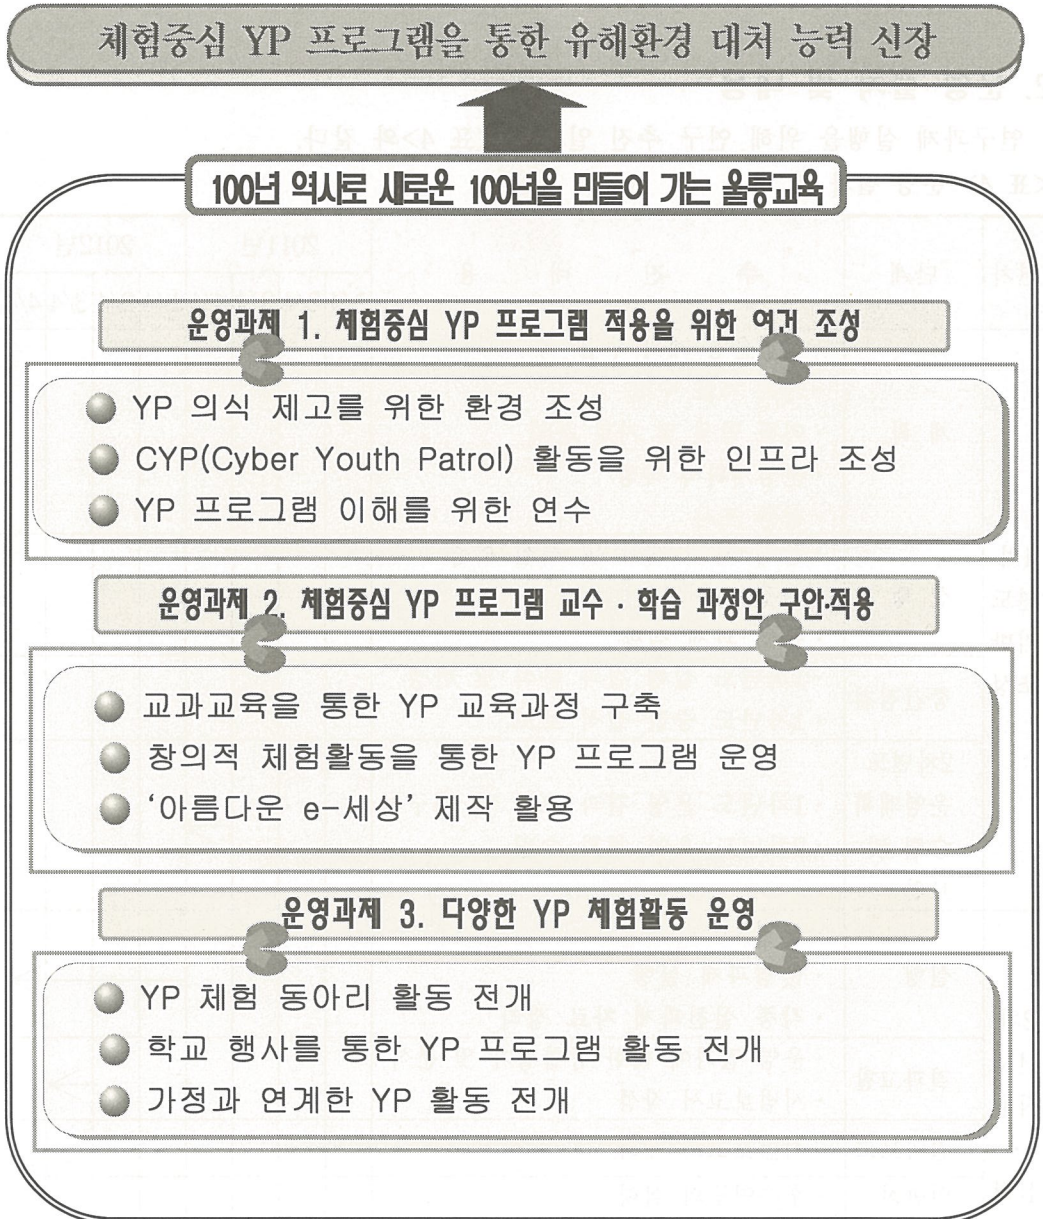 체험중심 YP 프로그램을 통한 유해환경 대처 능력 신장
100년 역사로 새로운 100년을 만들어 가는 울릉교육
운영과제 1. 체험중심 YP 프로그램 적용을 위한 여건 조성
YP 의식 제고를 위한 환경 조성
CYP(Cyber Youth Patrol) 활동을 위한 인프라 조성
YP 프로그램 이해를 위한 연수
운영과제 2. 체험중심 YP 프로그램 교수 · 학습 과정안 구안·적용
교과교육을 통한 YP 교육과정 구축
창의적 체험활동을 통한 YP 프로그램 운영
‘아름다운 e-세상’ 제작 활용
운영과제 3. 다양한 YP 체험활동 운영
YP 체험 동아리 활동 전개
학교 행사를 통한 YP 프로그램 활동 전개
가정과 연계한 YP 활동 전개